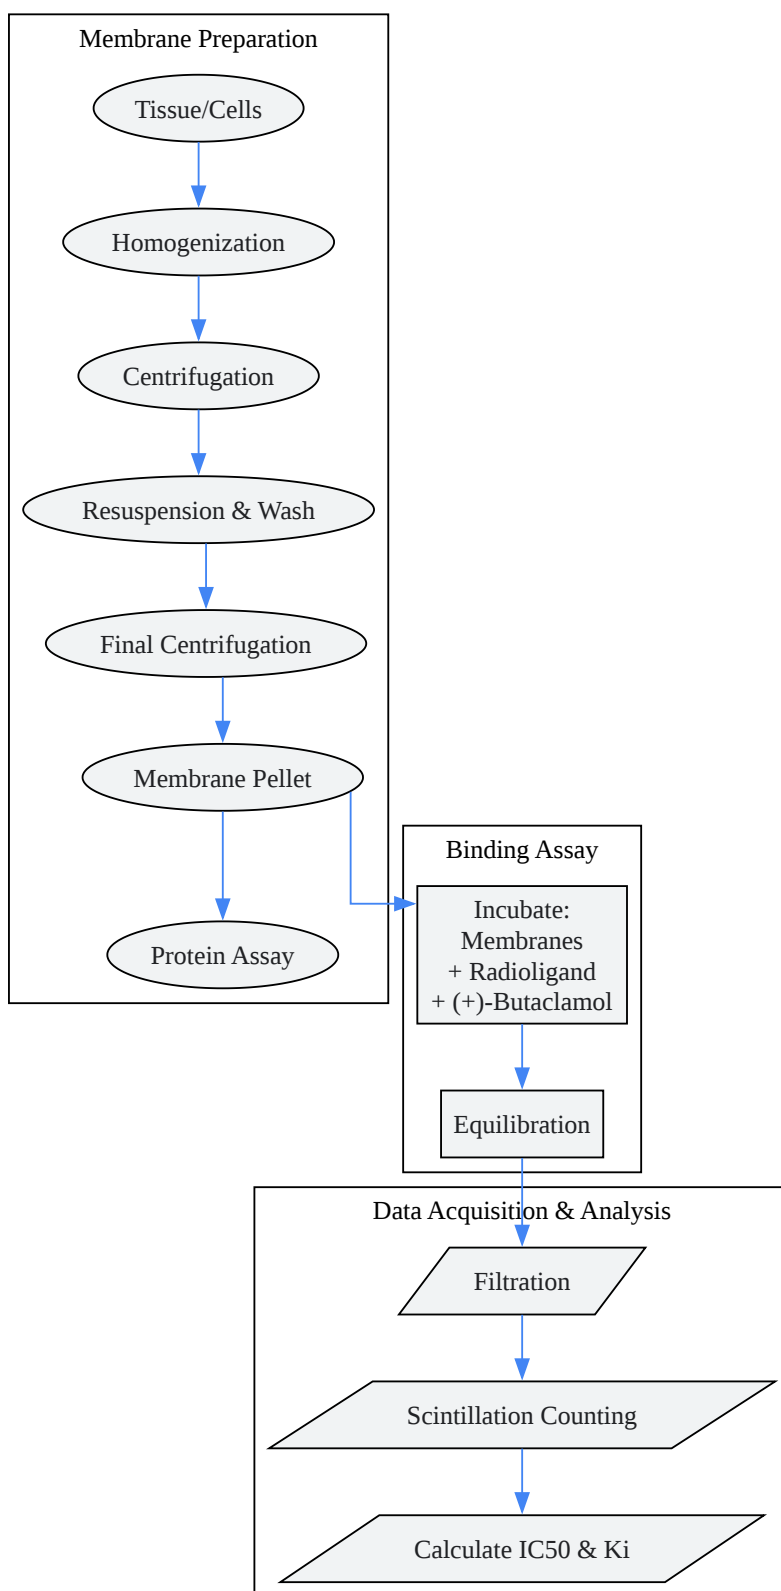 Membrane Preparation
Tissue/Cells
Homogenization
Centrifugation
Resuspension & Wash
Final Centrifugation
Membrane Pellet
Protein Assay
Binding Assay
Incubate:
Membranes
+ Radioligand
+ (+)-Butaclamol
Equilibration
Data Acquisition & Analysis
Filtration
Scintillation Counting
Calculate IC50 & Ki